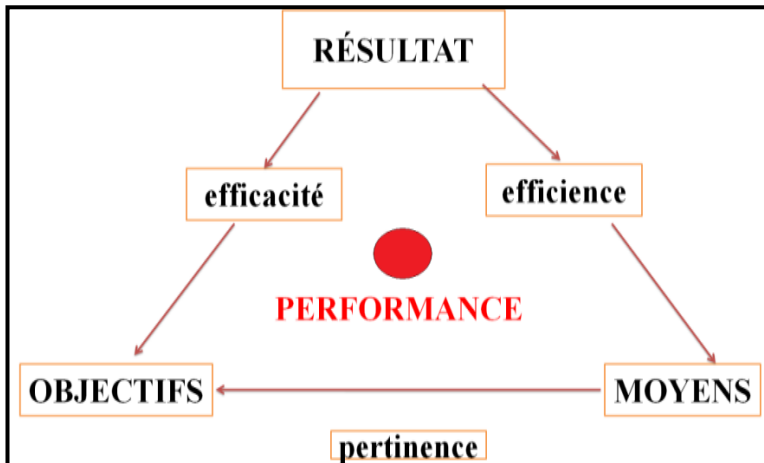 RÉSULTAT
efficacité
efficience
PERFORMANCE
OBJECTIFS
MOYENS
pertinence